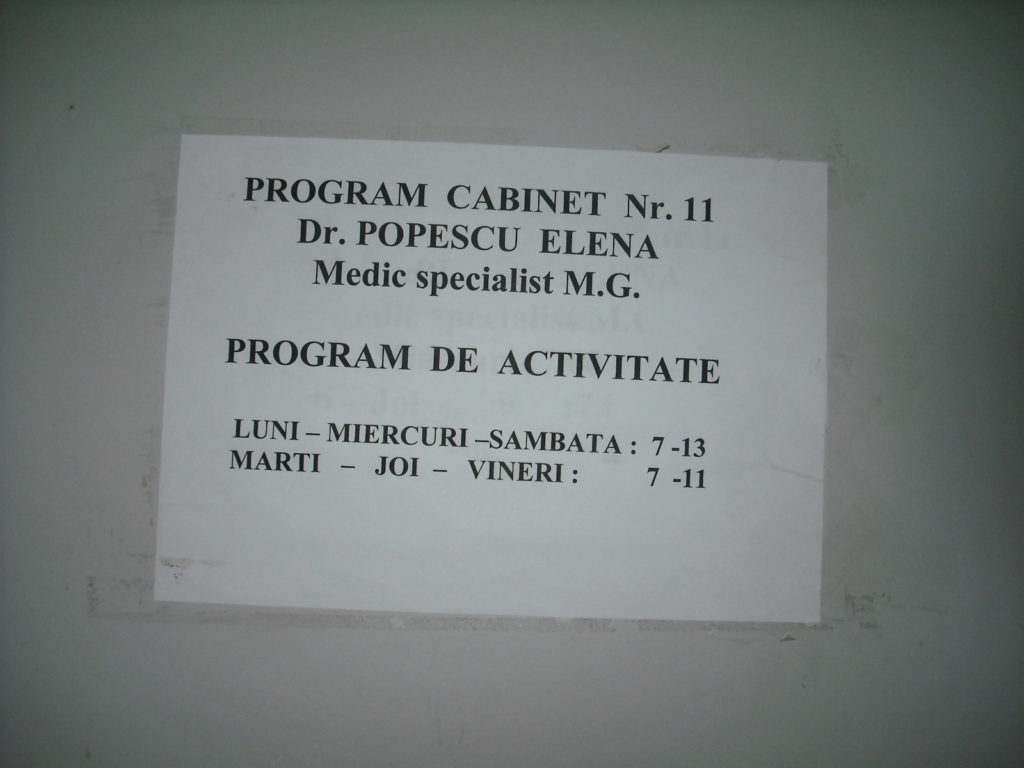 PROGRAM CABINET Nr. 11
Dr. POPESCU ELENA
Medic specialist M.G.
PROGRAM DE ACTIVITATE
LUNI – MIERCURI –SAMBATA : 7 -13
MARTI – JOI – VINERI : 7 -11